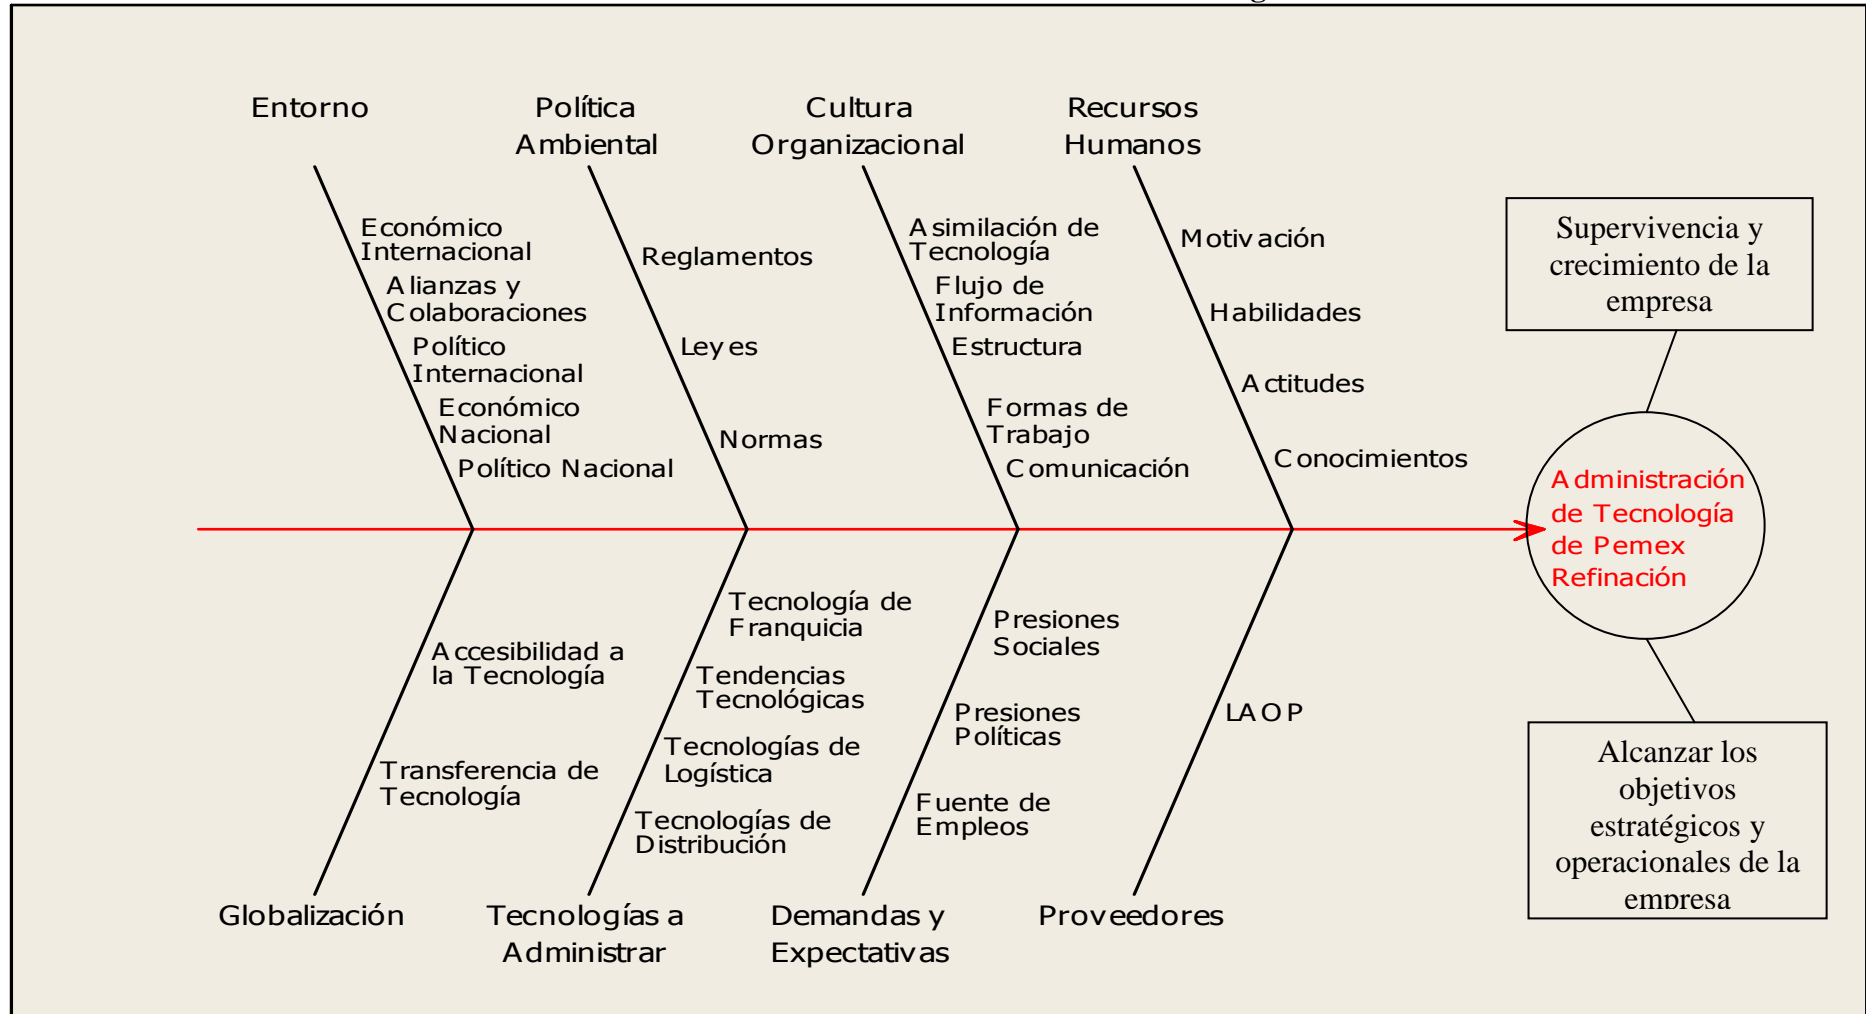 Entorno
Política
Ambiental
Cultura
Organizacional
Recursos
Humanos
Económico
Internacional
Alianzas y
Colaboraciones
Político
Internacional
Económico
Nacional
Político Nacional
Reglamentos
Leyes
Normas
Asimilación de
Tecnología
Flujo de
Información
Estructura
Formas de
Trabajo
Comunicación
Motivación
Habilidades
Actitudes
Conocimientos
Supervivencia y
crecimiento de la
empresa
Administración
de Tecnología
de Pemex
Refinación
Accesibilidad a
la Tecnología
Transferencia de
Tecnología
Tecnología de
Franquicia
Tendencias
Tecnológicas
Tecnologías de
Logística
Tecnologías de
Distribución
Presiones
Sociales
Presiones
Políticas
Fuente de
Empleos
LAOP
Alcanzar los
objetivos
estratégicos y
operacionales de la
empresa
Globalización
Tecnologías a
Administrar
Demandas y
Expectativas
Proveedores